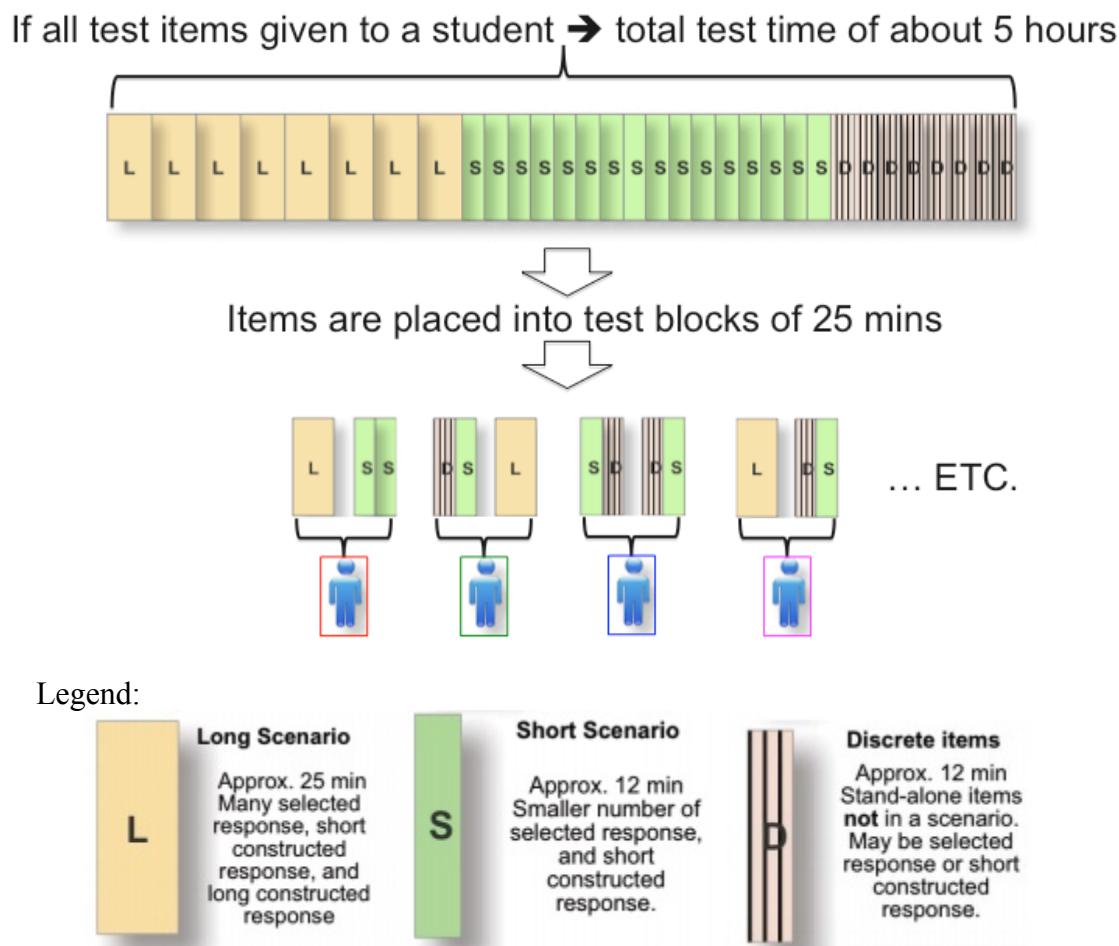 If all test items given to a student ➔ total test time of about 5 hours
L L L L L L L L S S S S S S S S S S S S S S S S D D D D D D D D
Items are placed into test blocks of 25 mins
L S S D S L S D D S L D S ... ETC.
Legend:
L
Long Scenario
Approx. 25 min
Many selected
response, short
constructed
response, and
long constructed
response
S
Short Scenario
Approx. 12 min
Smaller number of
selected response,
and short
constructed
response.
D
Discrete items
Approx. 12 min
Stand-alone items
not in a scenario.
May be selected
response or short
constructed
response.